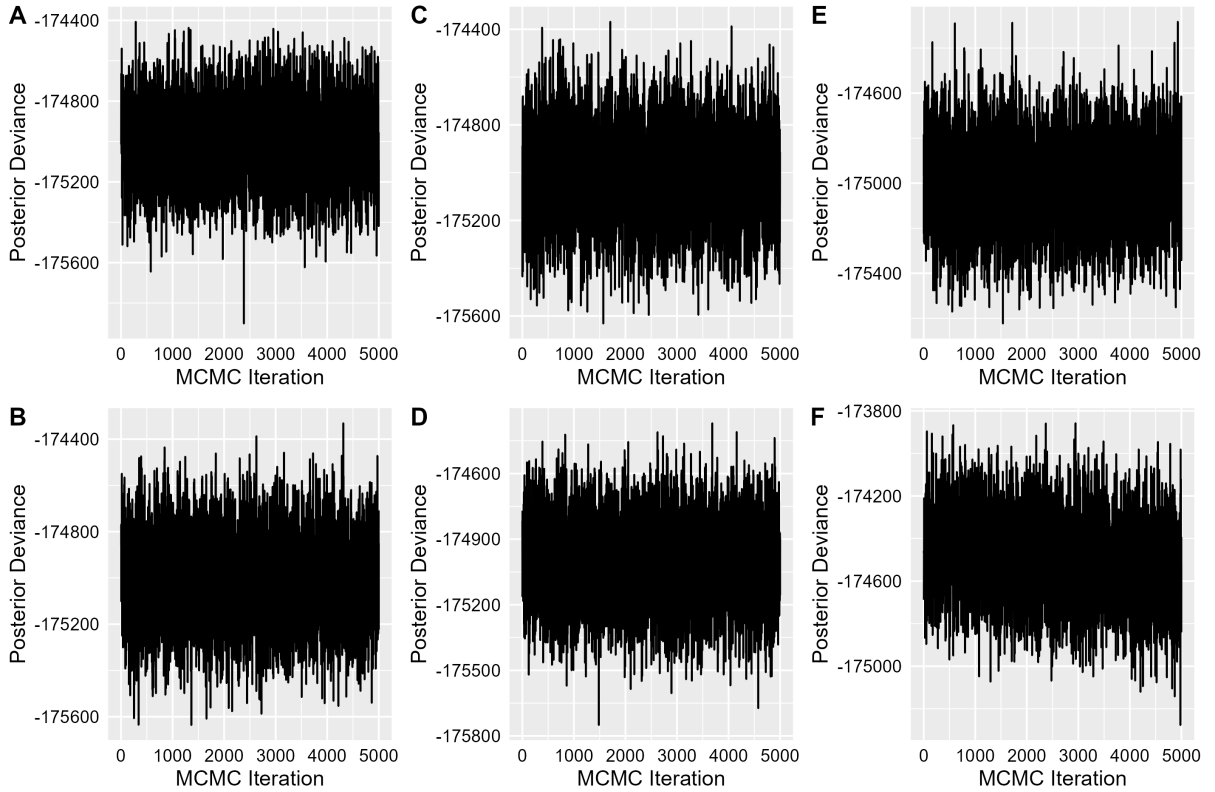 A
Posterior Deviance
-174400
-174800
-175200
-175600
0 1000 2000 3000 4000 5000
MCMC Iteration
C
Posterior Deviance
-174400
-174800
-175200
-175600
0 1000 2000 3000 4000 5000
MCMC Iteration
E
Posterior Deviance
-174600
-175000
-175400
0 1000 2000 3000 4000 5000
MCMC Iteration
B
Posterior Deviance
-174400
-174800
-175200
-175600
0 1000 2000 3000 4000 5000
MCMC Iteration
D
Posterior Deviance
-174600
-174900
-175200
-175500
-175800
0 1000 2000 3000 4000 5000
MCMC Iteration
F
Posterior Deviance
-173800
-174200
-174600
-175000
0 1000 2000 3000 4000 5000
MCMC Iteration